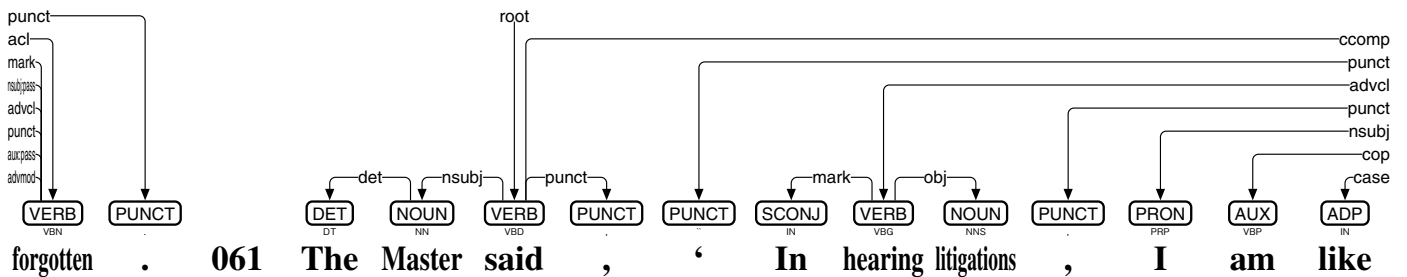 punct root
acl ccomp
mark punct
nsubj:pass advcl
advcl punct
punct nsubj
aux:pass cop
advmod det nsubj punct mark obj case
VERB PUNCT DET NOUN VERB PUNCT PUNCT SCONJ VERB NOUN PUNCT PRON AUX ADP
VBN . DT NN VBD , `` IN VBG NNS , PRP VBP IN
forgotten . 061 The Master said , ‘ In hearing litigations , I am like